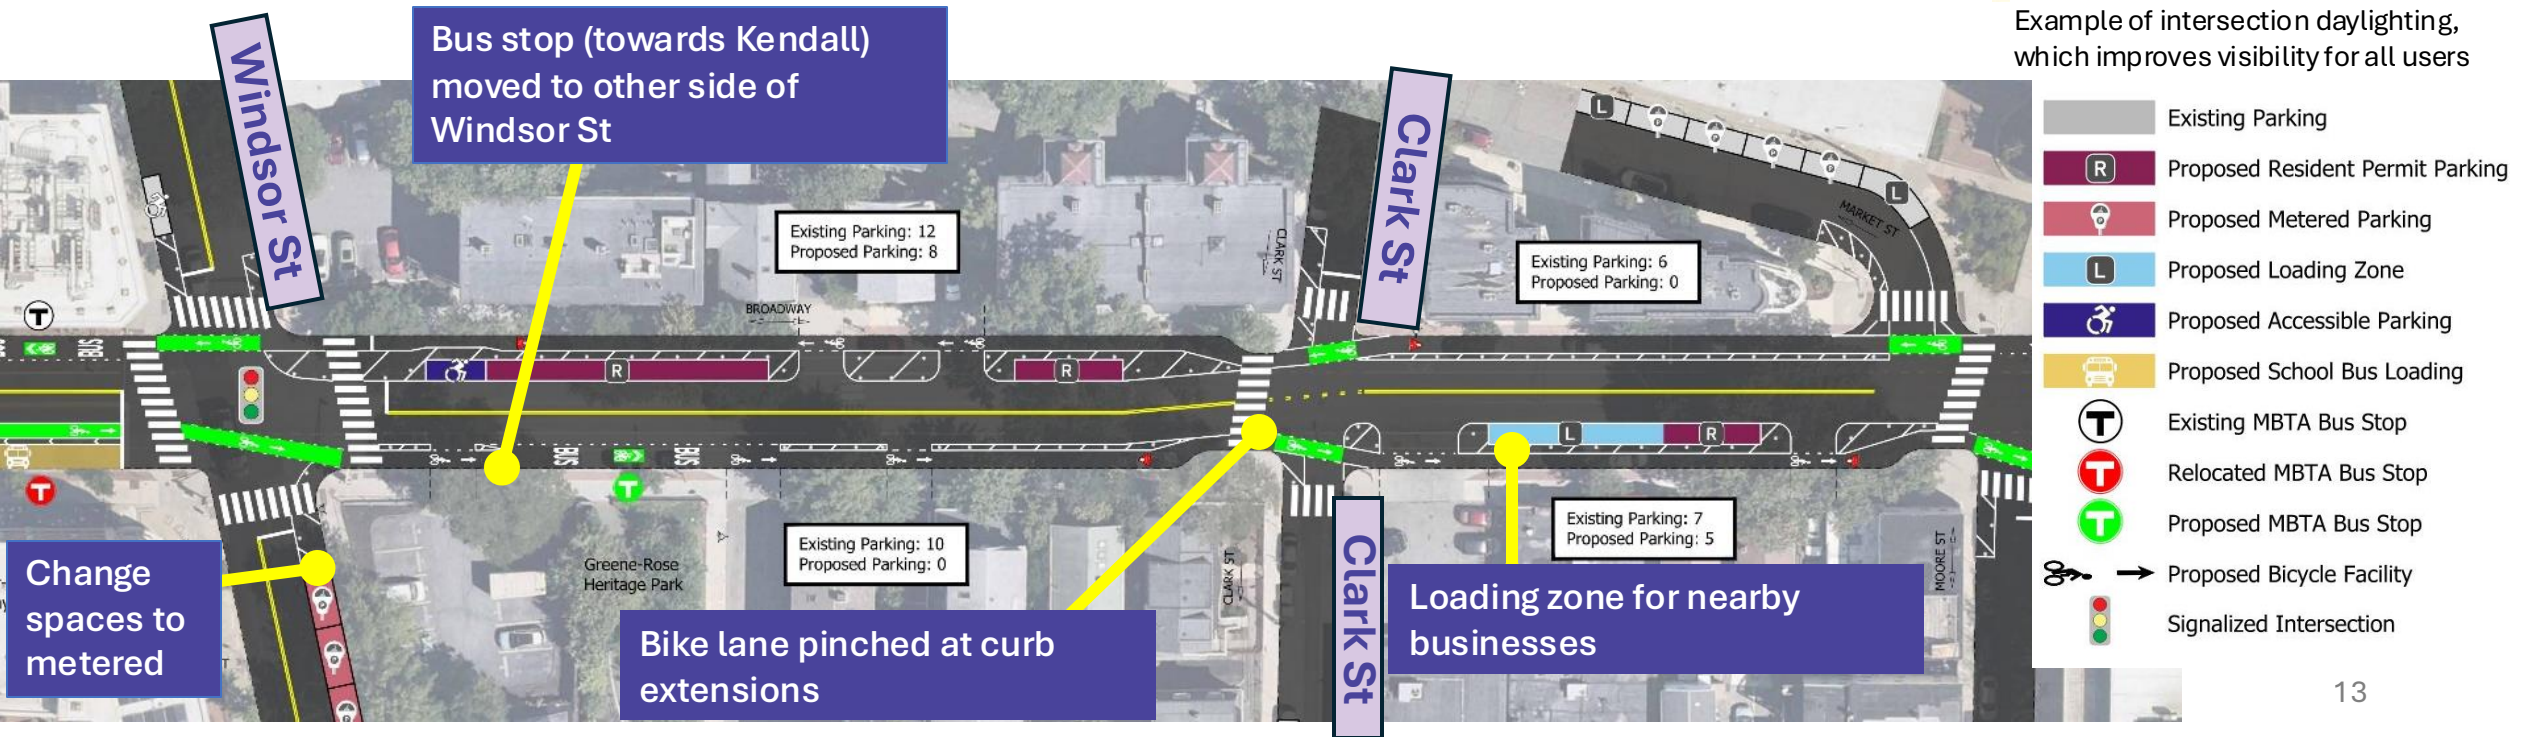 Example of intersection daylighting,
which improves visibility for all users
Windsor St
Bus stop (towards Kendall)
moved to other side of
Windsor St
Clark St
Existing Parking: 12
Proposed Parking: 8
Existing Parking: 6
Proposed Parking: 0
CLARK ST
MARKET ST
BROADWAY
L
L
T
BUS
R
R
BUS
BUS
T
T
L
R
Change
spaces to
metered
Greene-Rose
Heritage Park
Existing Parking: 10
Proposed Parking: 0
Existing Parking: 7
Proposed Parking: 5
Bike lane pinched at curb
extensions
CLARK ST
Clark St
Loading zone for nearby
businesses
MOORE ST
Existing Parking
R Proposed Resident Permit Parking
P Proposed Metered Parking
L Proposed Loading Zone
Proposed Accessible Parking
Proposed School Bus Loading
T Existing MBTA Bus Stop
T Relocated MBTA Bus Stop
T Proposed MBTA Bus Stop
Proposed Bicycle Facility
Signalized Intersection
13